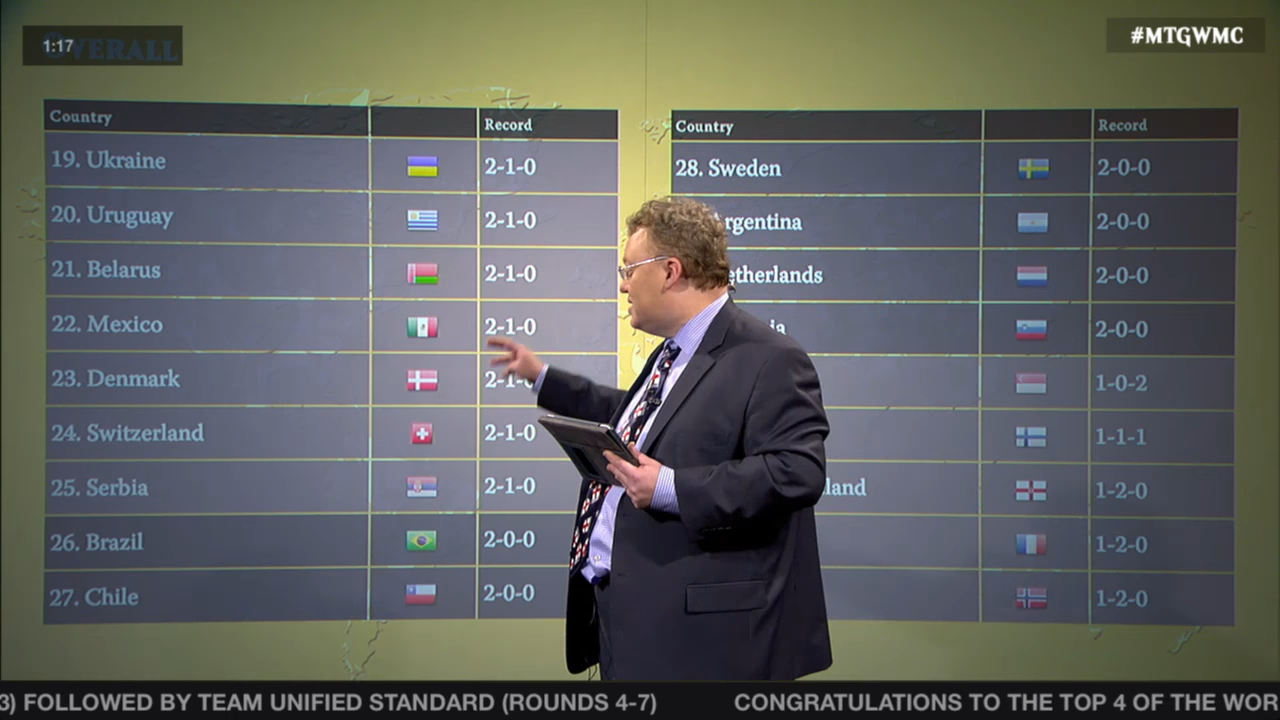 1:17
OVERALL
#MTGWMC
Country Record
19. Ukraine 2-1-0
20. Uruguay 2-1-0
21. Belarus 2-1-0
22. Mexico 2-1-0
23. Denmark
24. Switzerland 2-1-0
25. Serbia 2-1-0
26. Brazil 2-0-0
27. Chile 2-0-0
Country Record
28. Sweden 2-0-0
rgentina 2-0-0
etherlands 2-0-0
ia 2-0-0
1-0-2
1-1-1
land 1-2-0
1-2-0
1-2-0
3) FOLLOWED BY TEAM UNIFIED STANDARD (ROUNDS 4-7) CONGRATULATIONS TO THE TOP 4 OF THE WOR